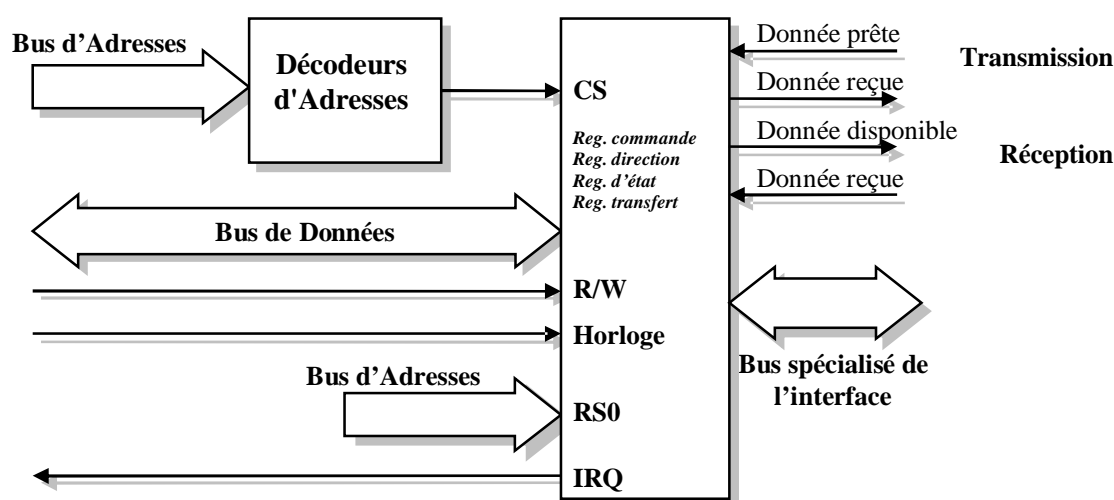 Bus d'Adresses
Décodeurs
d'Adresses
CS
Reg. commande
Reg. direction
Reg. d'état
Reg. transfert
Bus de Données
R/W
Horloge
Bus d'Adresses
RS0
IRQ
Donnée prête
Transmission
Donnée reçue
Donnée disponible
Réception
Donnée reçue
Bus spécialisé de
l'interface